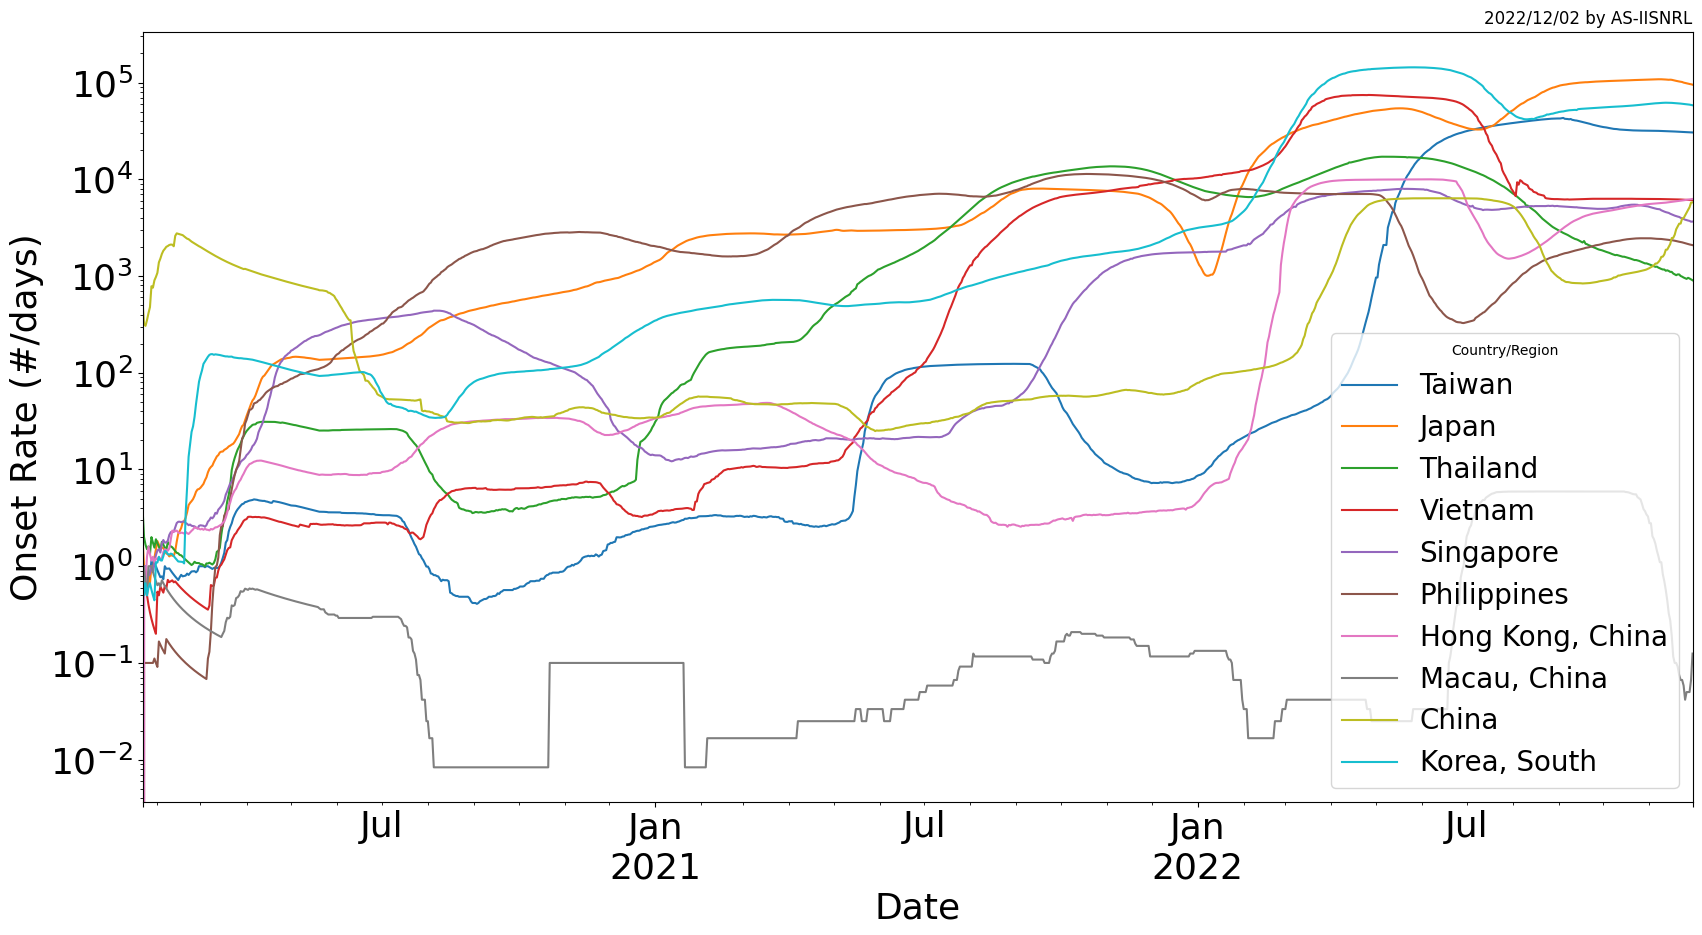 2022/12/02 by AS-IISNRL
Onset Rate (#/days)
10^5
10^4
10^3
10^2
10^1
10^0
10^−1
10^−2
Country/Region
Taiwan
Japan
Thailand
Vietnam
Singapore
Philippines
Hong Kong, China
Macau, China
China
Korea, South
Jul
Jan
2021
Jul
Jan
2022
Jul
Date